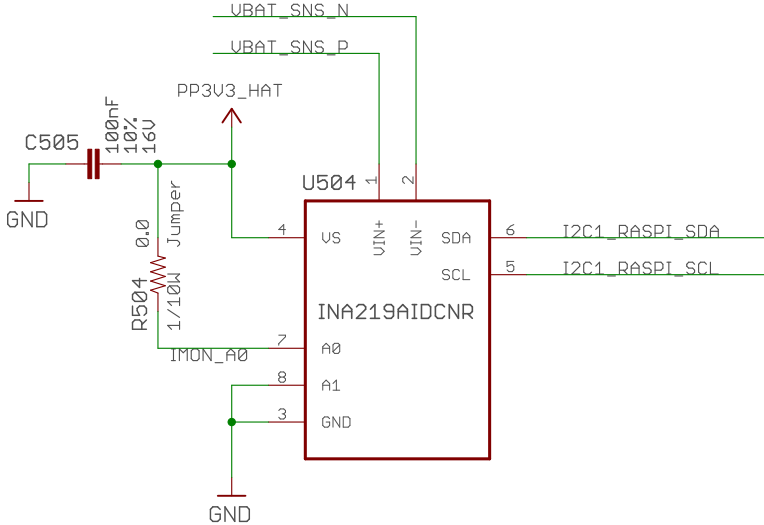 VBAT_SNS_N
VBAT_SNS_P
PP3V3_HAT
C505
100nF
10%
16V
GND
0.0
Jumper
R504
1/10W
IMON_A0
U504
1
2
4
VS
VIN+
VIN-
SDA
6
I2C1_RASPI_SDA
SCL
5
I2C1_RASPI_SCL
INA219AIDCNR
7
A0
8
A1
3
GND
GND